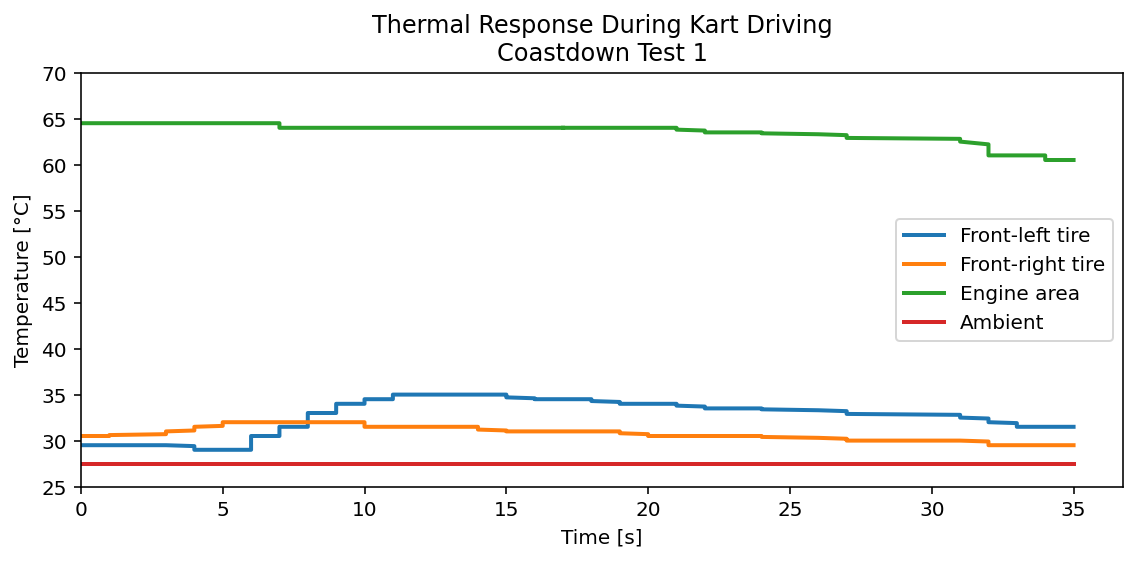 Thermal Response During Kart Driving
Coastdown Test 1
70
65
60
55
50
45
40
35
30
25
Temperature [°C]
Front-left tire
Front-right tire
Engine area
Ambient
0 5 10 15 20 25 30 35
Time [s]